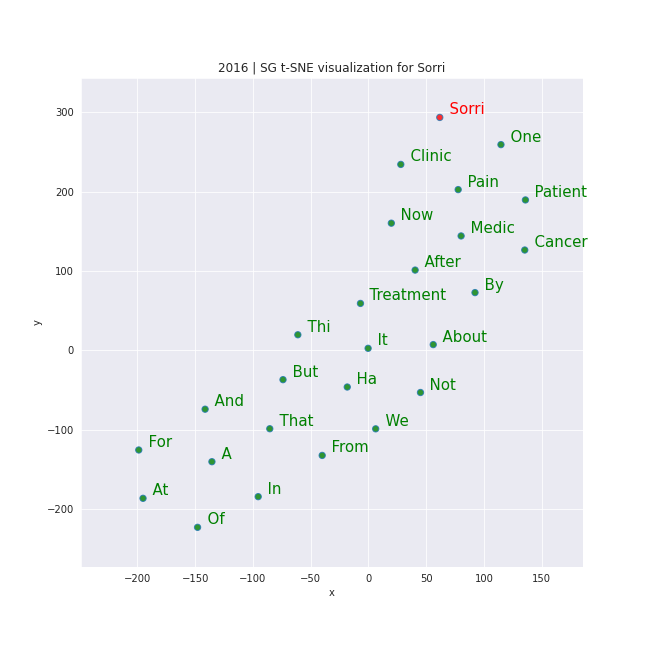 2016 | SG t-SNE visualization for Sorri
300
200
100
0
−100
−200
y
Sorri
One
Clinic
Pain
Patient
Now
Medic
Cancer
After
By
Treatment
Thi
It
About
But
Ha
Not
And
That
We
For
A
From
At
In
Of
−200 −150 −100 −50 0 50 100 150
x